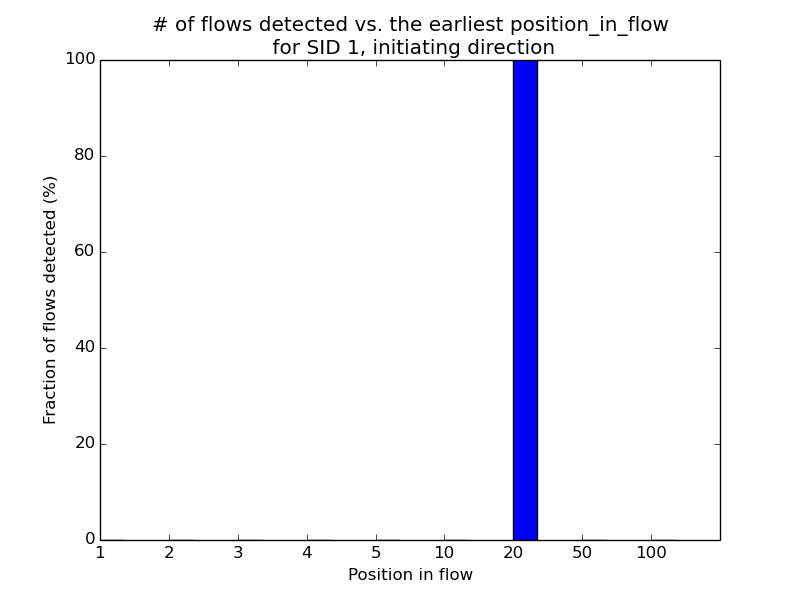 # of flows detected vs. the earliest position_in_flow
for SID 1, initiating direction
100
80
60
40
20
0
Fraction of flows detected (%)
1 2 3 4 5 10 20 50 100
Position in flow